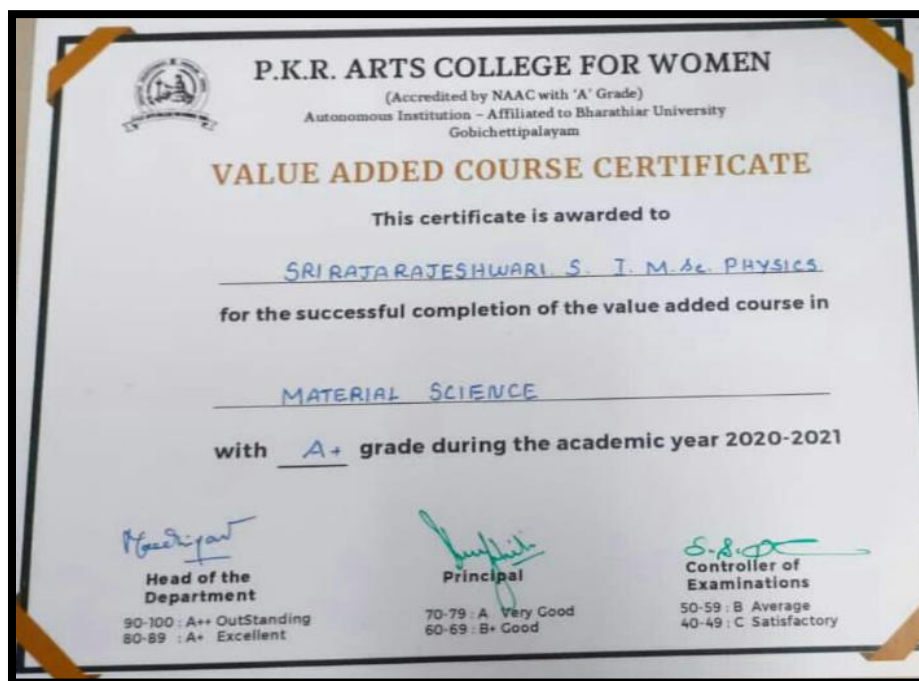 P.K.R. ARTS COLLEGE FOR WOMEN
(Accredited by NAAC with 'A' Grade)
Autonomous Institution – Affiliated to Bharathiar University
Gobichettipalayam
VALUE ADDED COURSE CERTIFICATE
This certificate is awarded to
SRI RAJARAJESHWARI. S. I. M.Sc. PHYSICS
for the successful completion of the value added course in
MATERIAL SCIENCE
with A+ grade during the academic year 2020-2021
Head of the
Department
90-100 : A++ OutStanding
80-89 : A+ Excellent
Principal
70-79 : A Very Good
60-69 : B+ Good
Controller of
Examinations
50-59 : B Average
40-49 : C Satisfactory